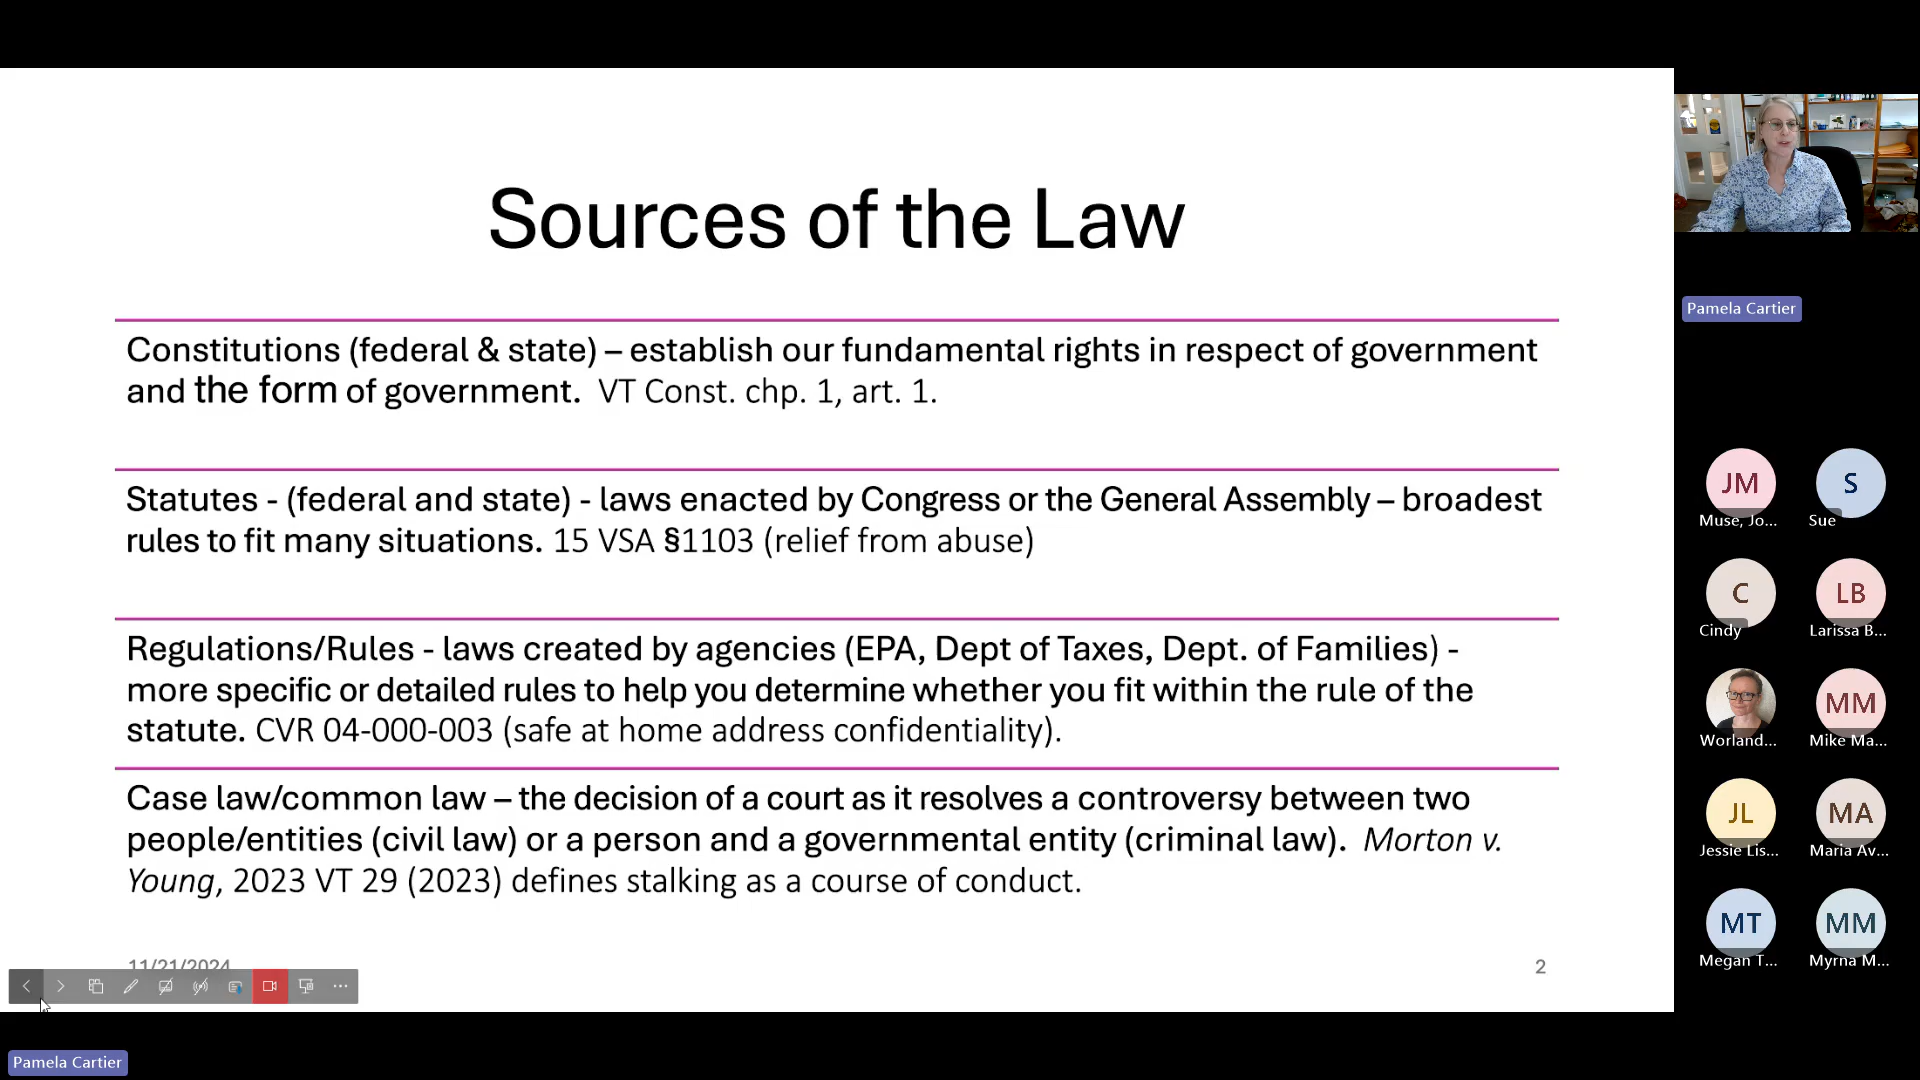 Sources of the Law
Constitutions (federal & state) – establish our fundamental rights in respect of government
and the form of government. VT Const. chp. 1, art. 1.
Statutes - (federal and state) - laws enacted by Congress or the General Assembly – broadest
rules to fit many situations. 15 VSA §1103 (relief from abuse)
Regulations/Rules - laws created by agencies (EPA, Dept of Taxes, Dept. of Families) -
more specific or detailed rules to help you determine whether you fit within the rule of the
statute. CVR 04-000-003 (safe at home address confidentiality).
Case law/common law – the decision of a court as it resolves a controversy between two
people/entities (civil law) or a person and a governmental entity (criminal law). Morton v.
Young, 2023 VT 29 (2023) defines stalking as a course of conduct.
11/21/2024
2
Pamela Cartier
Pamela Cartier
JM
Muse, Jo...
S
Sue
C
Cindy
LB
Larissa B...
Worland...
MM
Mike Ma...
JL
Jessie Lis...
MA
Maria Av...
MT
Megan T...
MM
Myrna M...